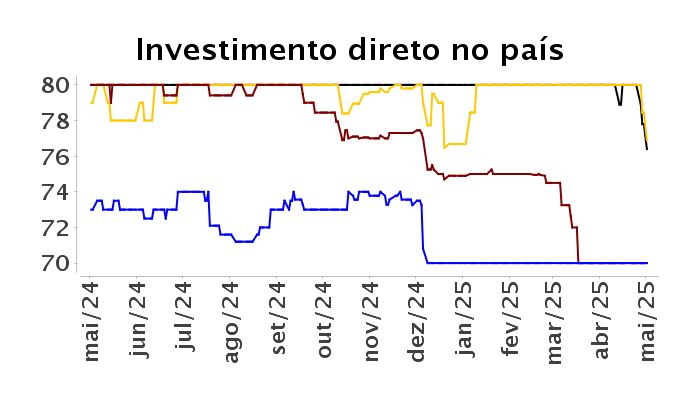 Investimento direto no país
80
78
76
74
72
70
mai/24
jun/24
jul/24
ago/24
set/24
out/24
nov/24
dez/24
jan/25
fev/25
mar/25
abr/25
mai/25